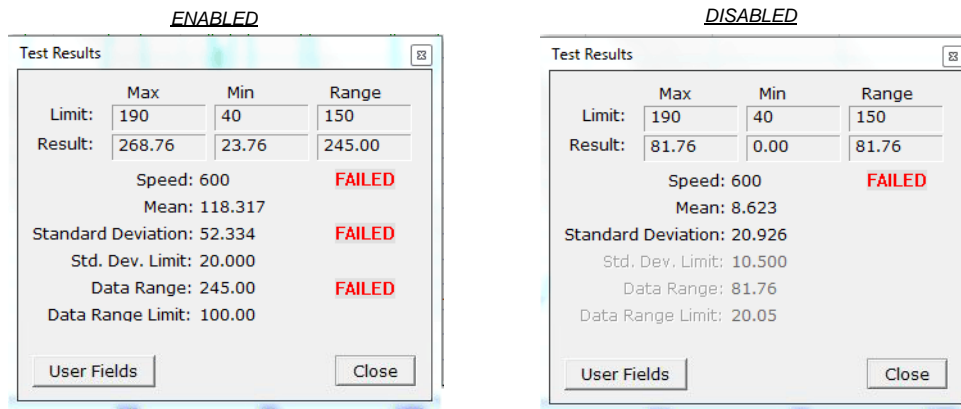 ENABLED
Test Results
Max Min Range
Limit: 190 40 150
Result: 268.76 23.76 245.00
Speed: 600 FAILED
Mean: 118.317
Standard Deviation: 52.334 FAILED
Std. Dev. Limit: 20.000
Data Range: 245.00 FAILED
Data Range Limit: 100.00
User Fields Close
DISABLED
Test Results
Max Min Range
Limit: 190 40 150
Result: 81.76 0.00 81.76
Speed: 600 FAILED
Mean: 8.623
Standard Deviation: 20.926
Std. Dev. Limit: 10.500
Data Range: 81.76
Data Range Limit: 20.05
User Fields Close